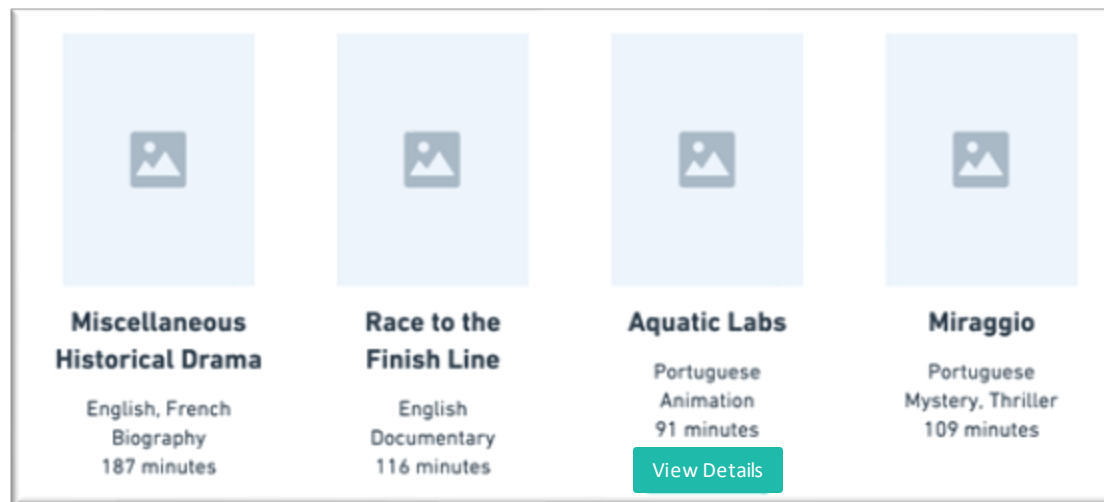 Miscellaneous
Historical Drama
English, French
Biography
187 minutes
Race to the
Finish Line
English
Documentary
116 minutes
Aquatic Labs
Portuguese
Animation
91 minutes
View Details
Miraggio
Portuguese
Mystery, Thriller
109 minutes